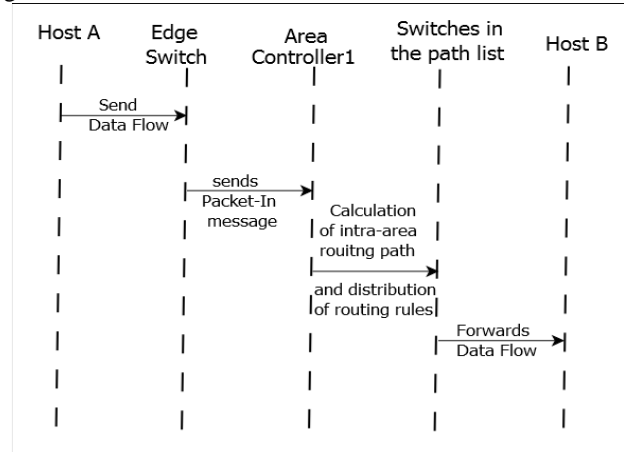 Host A
Edge
Switch
Area
Controller1
Switches in
the path list
Host B
Send
Data Flow
sends
Packet-In
message
Calculation
of intra-area
rouitng path
and distribution
of routing rules
Forwards
Data Flow